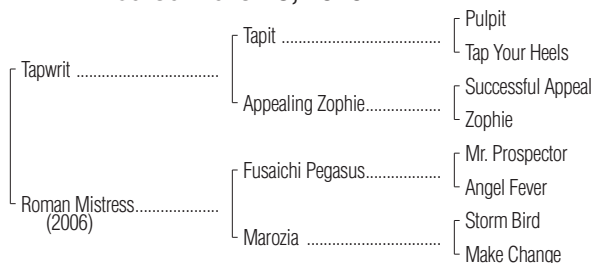 Tapit
Pulpit
Tap Your Heels
Tapwrit
Appealing Zophie
Successful Appeal
Zophie
Fusaichi Pegasus
Mr. Prospector
Angel Fever
Roman Mistress
(2006)
Marozia
Storm Bird
Make Change